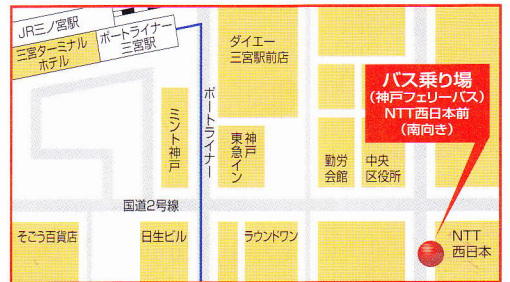 JR三ノ宮駅
三宮ターミナル
ホテル
ポートライナー
三宮駅
ダイエー
三宮駅前店
バス乗り場
(神戸フェリーバス)
NTT西日本前
(南向き)
ミント神戸
ポートライナー
神戸
東急イン
勤労
会館
中央
区役所
国道2号線
そごう百貨店
日生ビル
ラウンドワン
NTT
西日本